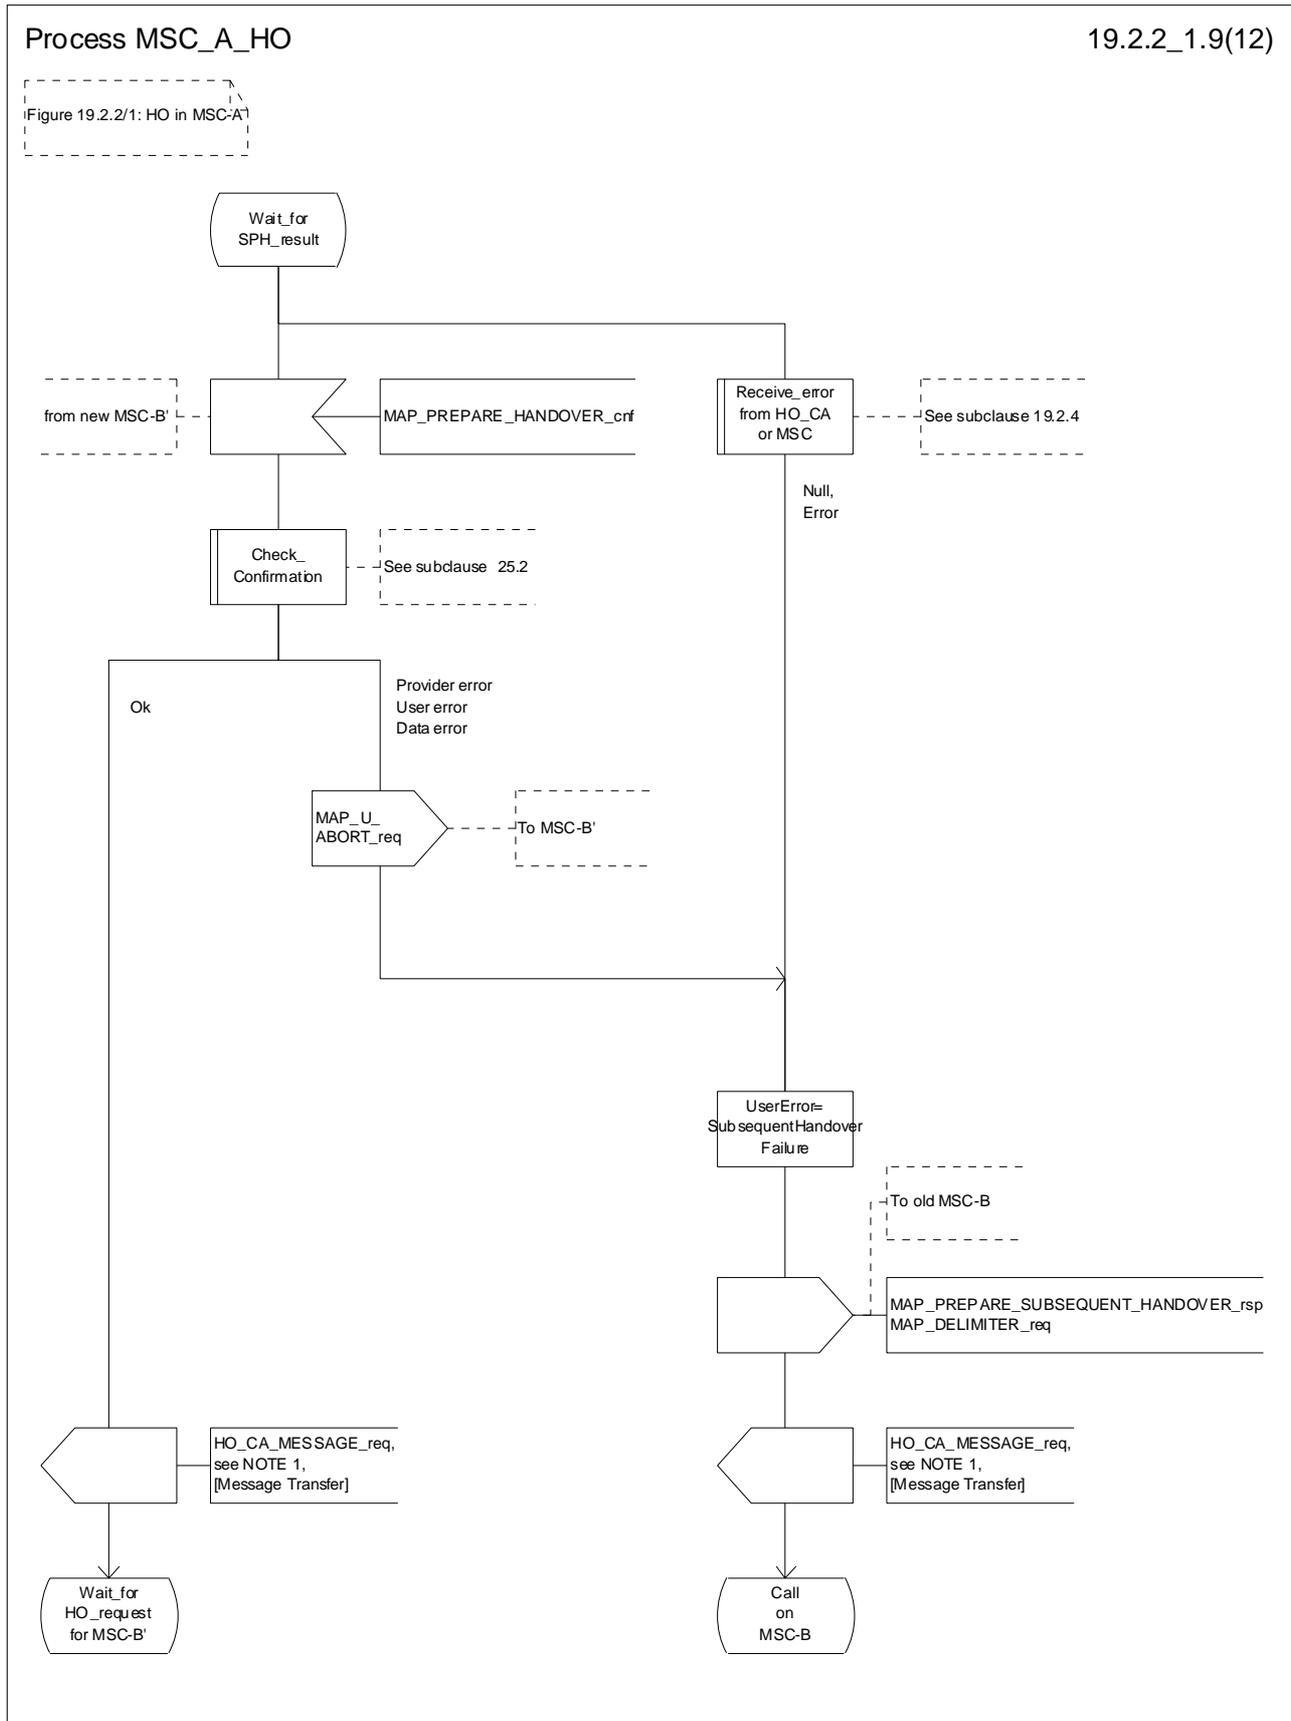 Process MSC_A_HO
19.2.2_1.9(12)
Figure 19.2.2/1: HO in MSC-A
Wait_for
SPH_result
from new MSC-B'
MAP_PREPARE_HANDOVER_cnf
Receive_error
from HO_CA
or MSC
See subclause 19.2.4
Null,
Error
Check_
Confirmation
See subclause 25.2
Ok
Provider error
User error
Data error
MAP_U_
ABORT_req
To MSC-B'
UserError=
SubsequentHandover
Failure
To old MSC-B
MAP_PREPARE_SUBSEQUENT_HANDOVER_rsp
MAP_DELIMITER_req
HO_CA_MESSAGE_req,
see NOTE 1,
[Message Transfer]
HO_CA_MESSAGE_req,
see NOTE 1,
[Message Transfer]
Wait_for
HO_request
for MSC-B'
Call
on
MSC-B